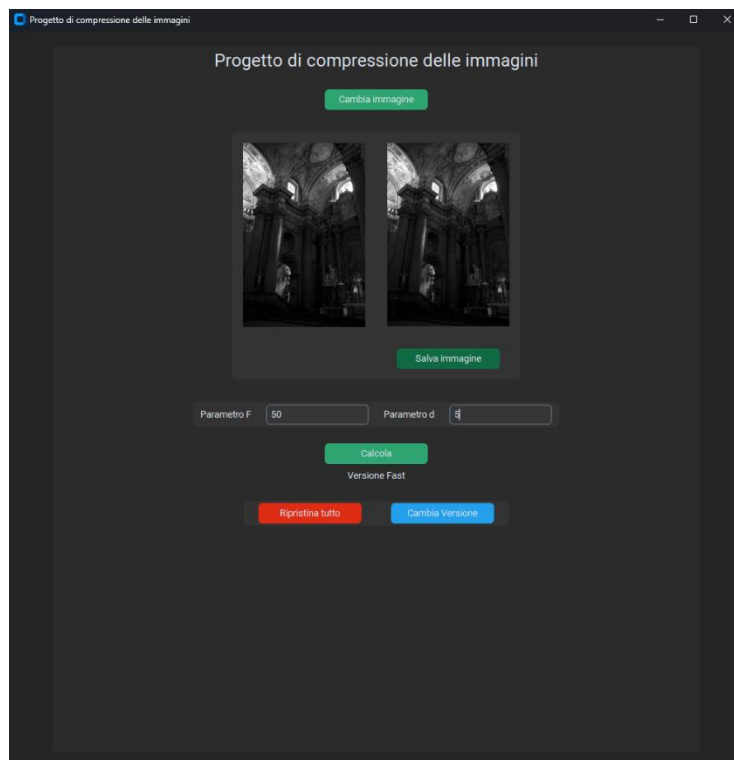 Progetto di compressione delle immagini
Progetto di compressione delle immagini
Cambia immagine
Salva immagine
Parametro F 50 Parametro d 5
Calcola
Versione Fast
Ripristina tutto Cambia Versione